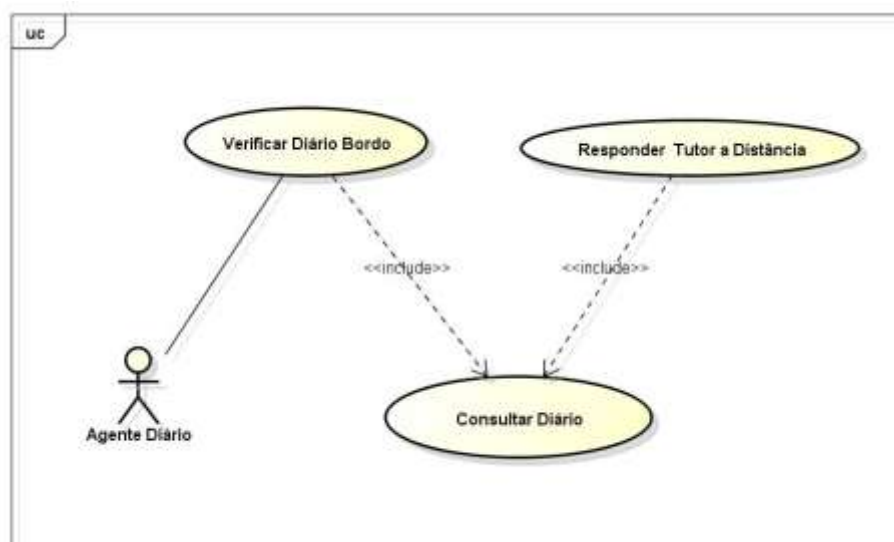 uc
Verificar Diário Bordo
Responder Tutor a Distância
<<include>>
<<include>>
Consultar Diário
Agente Diário